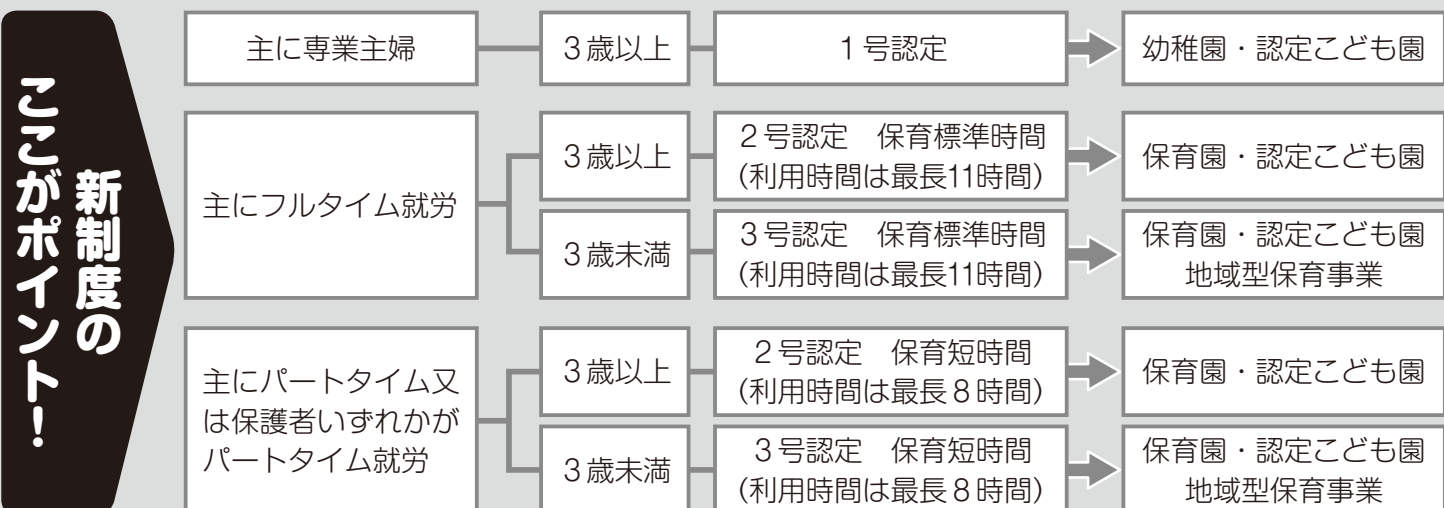 新制度の
ここがポイント！
主に専業主婦
３歳以上
１号認定
幼稚園・認定こども園
主にフルタイム就労
３歳以上
２号認定　保育標準時間
(利用時間は最長11時間)
保育園・認定こども園
３歳未満
３号認定　保育標準時間
(利用時間は最長11時間)
保育園・認定こども園
地域型保育事業
主にパートタイム又
は保護者いずれかが
パートタイム就労
３歳以上
２号認定　保育短時間
(利用時間は最長８時間)
保育園・認定こども園
３歳未満
３号認定　保育短時間
(利用時間は最長８時間)
保育園・認定こども園
地域型保育事業